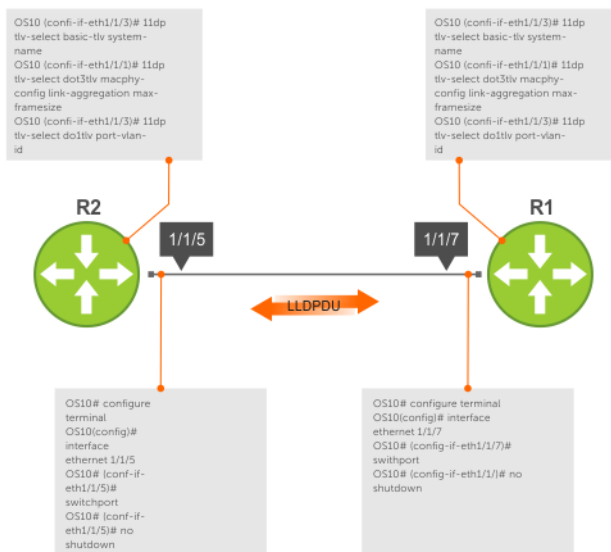 OS10 (confi-if-eth1/1/3)# 11dp
tlv-select basic-tlv system-
name
OS10 (confi-if-eth1/1/1)# 11dp
tlv-select dot3tlv macphy-
config link-aggregation max-
framesize
OS10 (confi-if-eth1/1/3)# 11dp
tlv-select do1tlv port-vlan-
id
OS10 (confi-if-eth1/1/3)# 11dp
tlv-select basic-tlv system-
name
OS10 (confi-if-eth1/1/1)# 11dp
tlv-select dot3tlv macphy-
config link-aggregation max-
framesize
OS10 (confi-if-eth1/1/3)# 11dp
tlv-select do1tlv port-vlan-
id
R2
R1
1/1/5
1/1/7
LLDPDU
OS10# configure
terminal
OS10(config)#
interface
ethernet 1/1/5
OS10# (conf-if-
eth1/1/5)#
switchport
OS10# (conf-if-
eth1/1/5)# no
shutdown
OS10# configure terminal
OS10(config)# interface
ethernet 1/1/7
OS10# (config-if-eth1/1/7)#
swithport
OS10# (config-if-eth1/1/)# no
shutdown